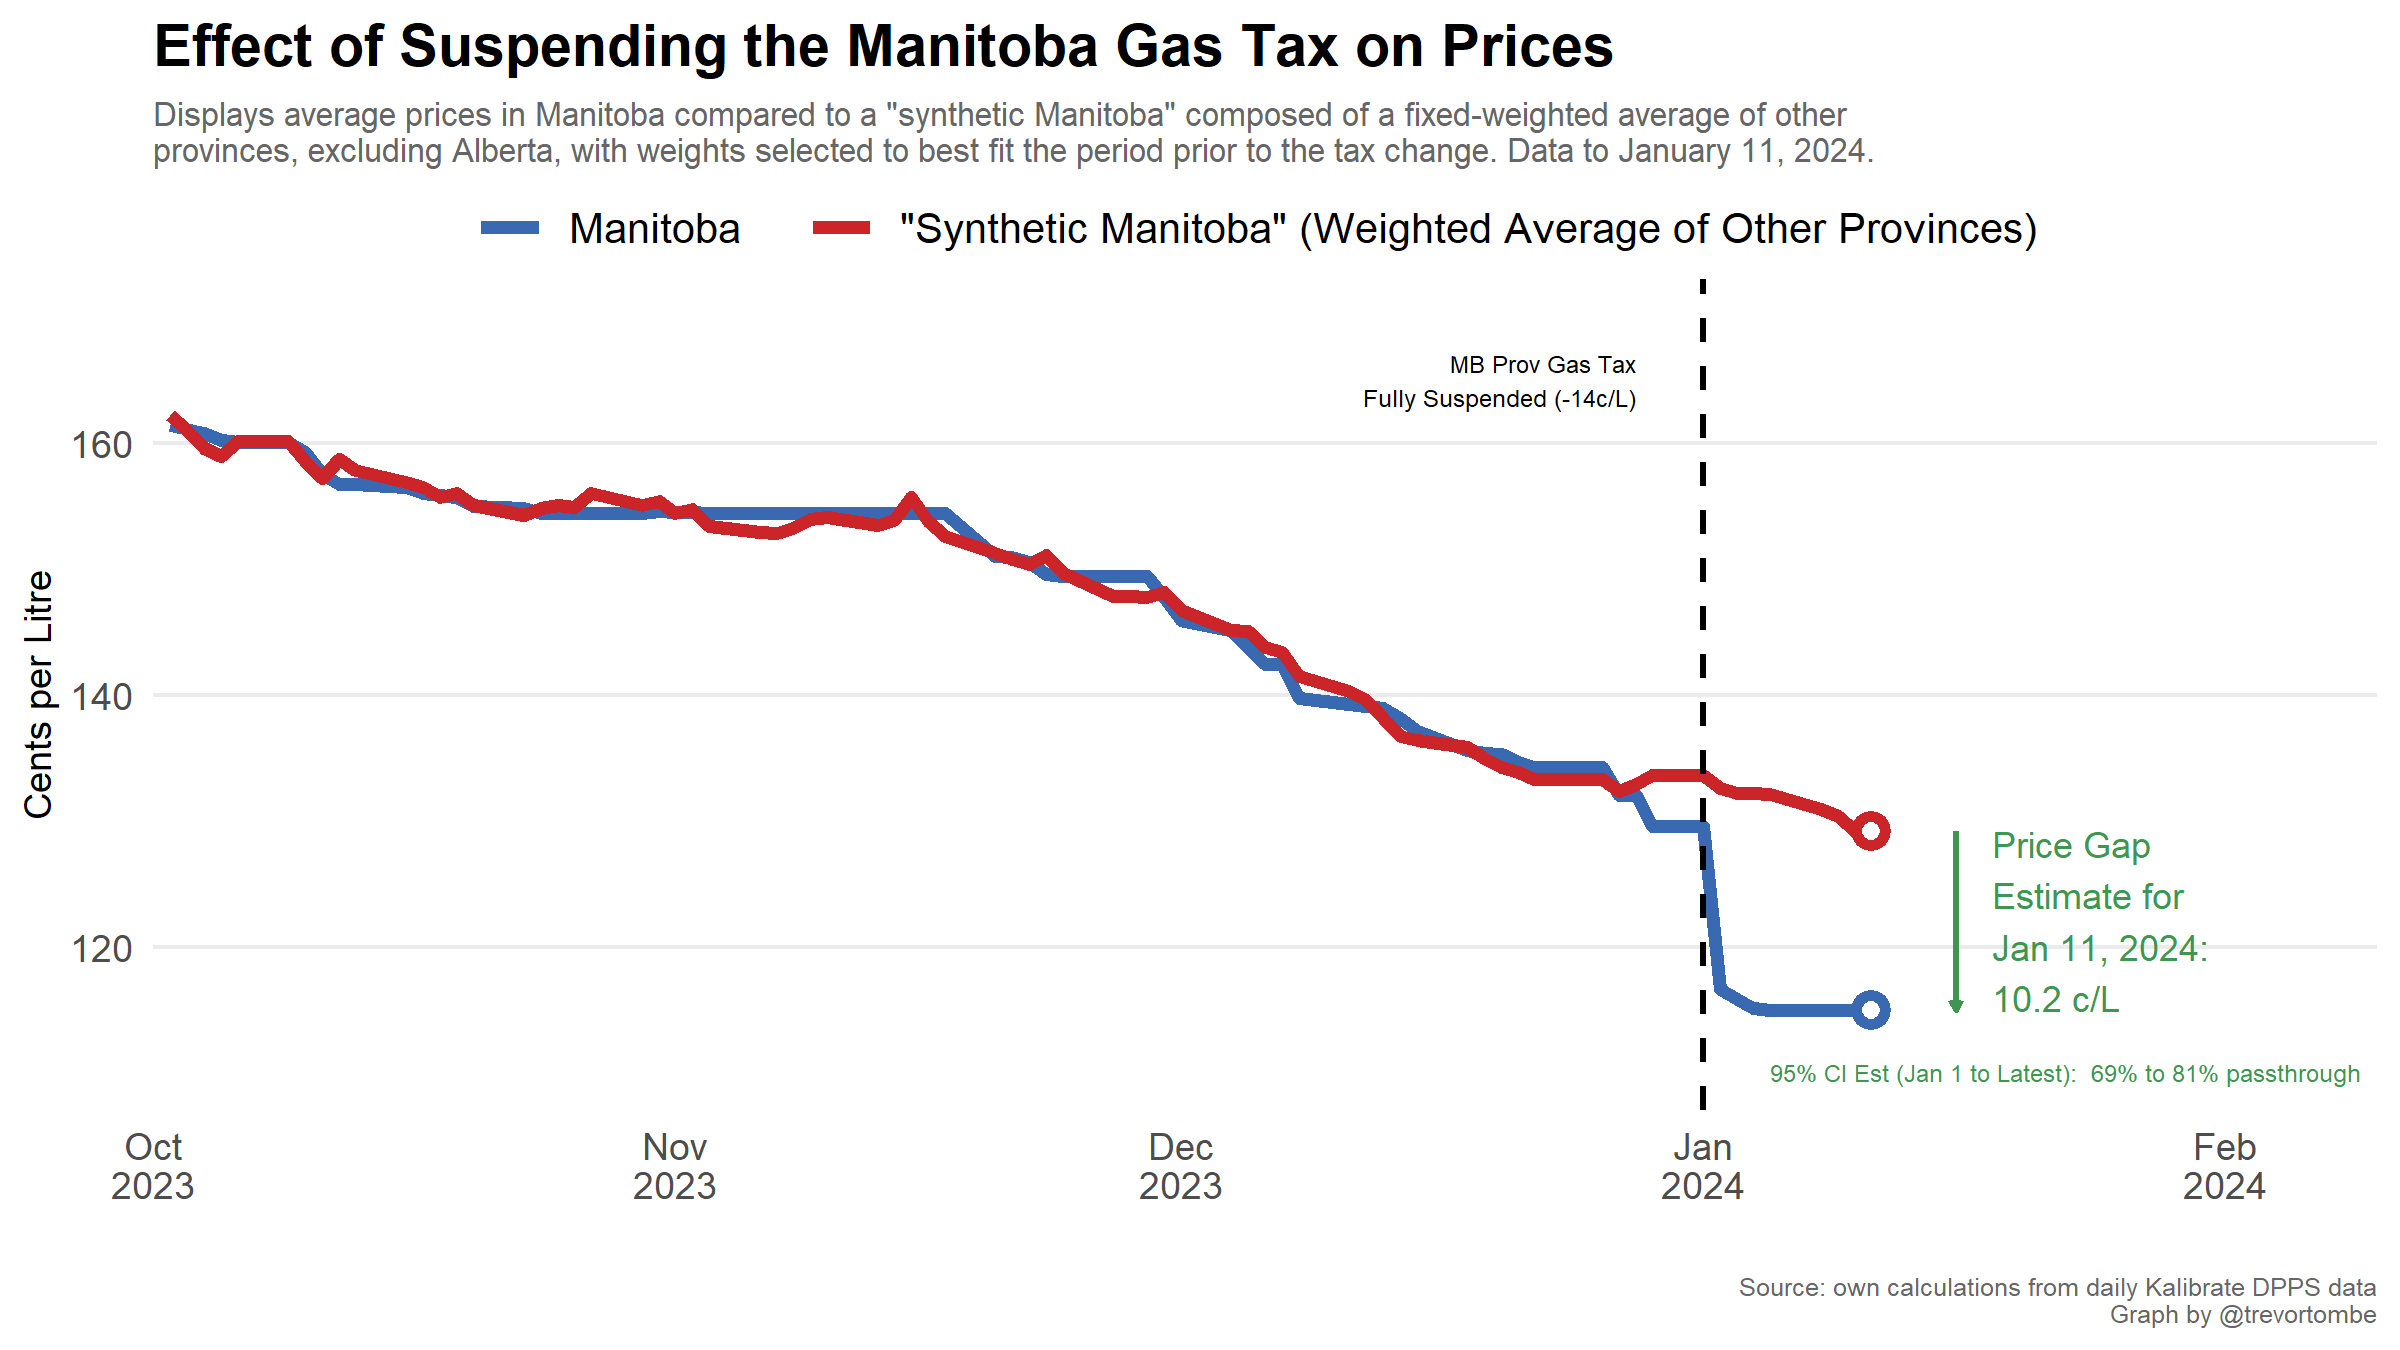 Effect of Suspending the Manitoba Gas Tax on Prices
Displays average prices in Manitoba compared to a "synthetic Manitoba" composed of a fixed-weighted average of other
provinces, excluding Alberta, with weights selected to best fit the period prior to the tax change. Data to January 11, 2024.
Manitoba
"Synthetic Manitoba" (Weighted Average of Other Provinces)
MB Prov Gas Tax
Fully Suspended (-14c/L)
160
140
120
Cents per Litre
Price Gap
Estimate for
Jan 11, 2024:
10.2 c/L
95% CI Est (Jan 1 to Latest): 69% to 81% passthrough
Oct
2023
Nov
2023
Dec
2023
Jan
2024
Feb
2024
Source: own calculations from daily Kalibrate DPPS data
Graph by @trevortombe